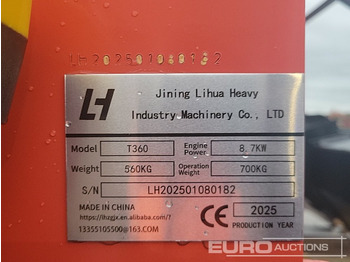 LH202501080182
LH
Jining Lihua Heavy
Industry Machinery Co., LTD
Model T360 Engine Power 8.7KW
Weight 560KG Operation Weight 700KG
S/N LH202501080182
MADE IN CHINA
https://lhzgjx.en.alibaba.com/
13355105500@163.COM
CE 2025
PRODUCTION YEAR
EURO AUCTIONS